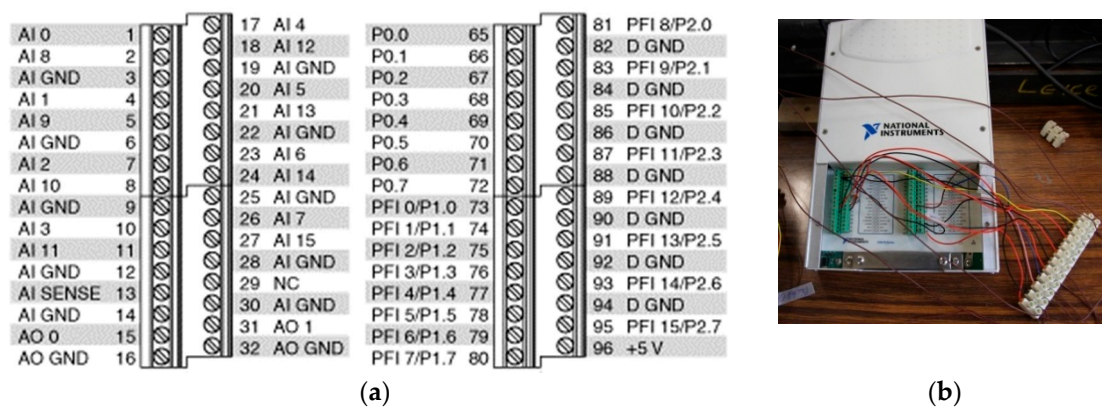 AI 0 1
AI 8 2
AI GND 3
AI 1 4
AI 9 5
AI GND 6
AI 2 7
AI 10 8
AI GND 9
AI 3 10
AI 11 11
AI GND 12
AI SENSE 13
AI GND 14
AO 0 15
AO GND 16
17 AI 4
18 AI 12
19 AI GND
20 AI 5
21 AI 13
22 AI GND
23 AI 6
24 AI 14
25 AI GND
26 AI 7
27 AI 15
28 AI GND
29 NC
30 AI GND
31 AO 1
32 AO GND
P0.0 65
P0.1 66
P0.2 67
P0.3 68
P0.4 69
P0.5 70
P0.6 71
P0.7 72
PFI 0/P1.0 73
PFI 1/P1.1 74
PFI 2/P1.2 75
PFI 3/P1.3 76
PFI 4/P1.4 77
PFI 5/P1.5 78
PFI 6/P1.6 79
PFI 7/P1.7 80
81 PFI 8/P2.0
82 D GND
83 PFI 9/P2.1
84 D GND
85 PFI 10/P2.2
86 D GND
87 PFI 11/P2.3
88 D GND
89 PFI 12/P2.4
90 D GND
91 PFI 13/P2.5
92 D GND
93 PFI 14/P2.6
94 D GND
95 PFI 15/P2.7
96 +5 V
NATIONAL
INSTRUMENTS
(a)
(b)